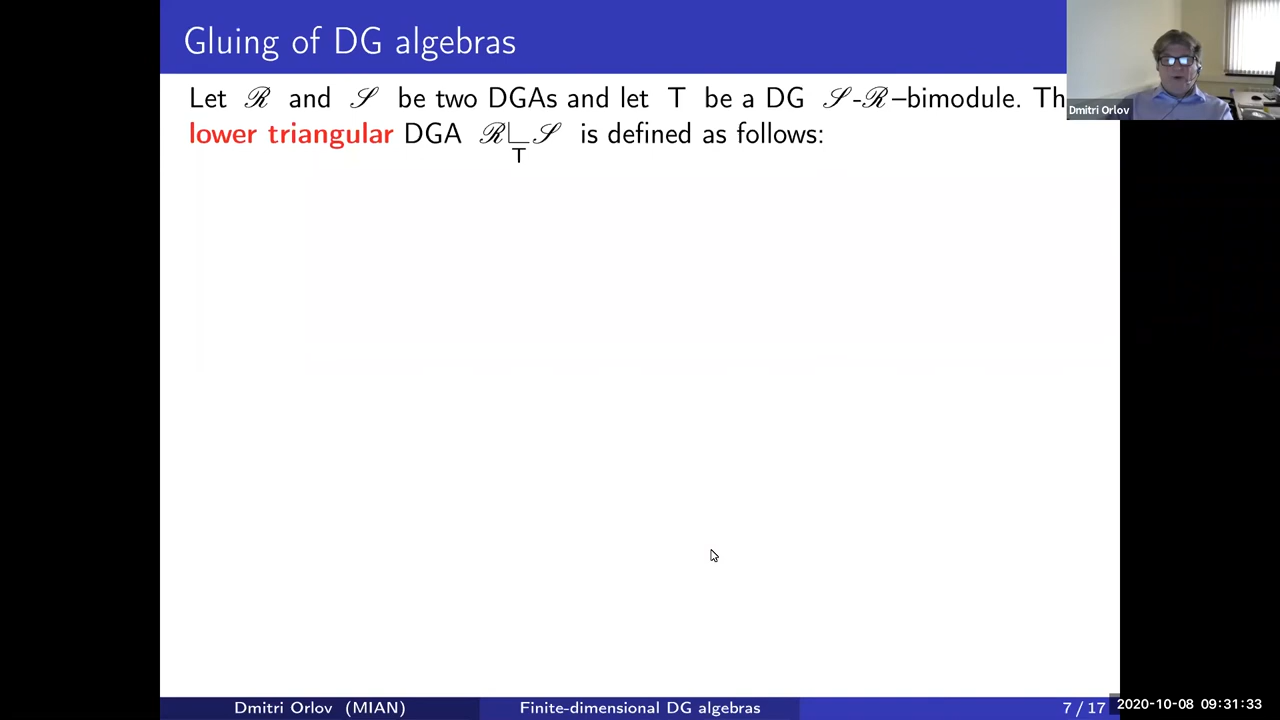 Gluing of DG algebras
Let ℛ and 𝒮 be two DGAs and let T be a DG 𝒮-ℛ–bimodule. Th
lower triangular DGA ℛ∟𝒮 is defined as follows:
T
Dmitri Orlov
Dmitri Orlov (MIAN)
Finite-dimensional DG algebras
7 / 17
2020-10-08 09:31:33